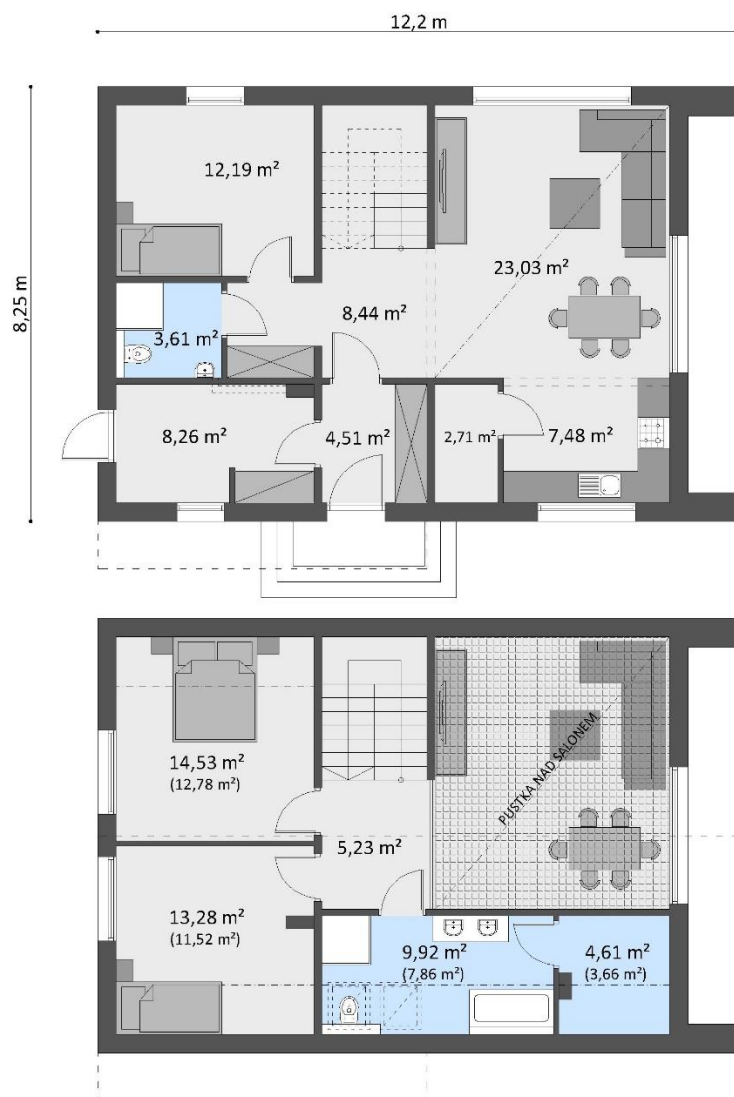 12,2 m
8,25 m
12,19 m²
23,03 m²
8,44 m²
3,61 m²
8,26 m²
4,51 m²
2,71 m²
7,48 m²
14,53 m²
(12,78 m²)
PUSTKA NAD SALONEM
5,23 m²
13,28 m²
(11,52 m²)
9,92 m²
(7,86 m²)
4,61 m²
(3,66 m²)